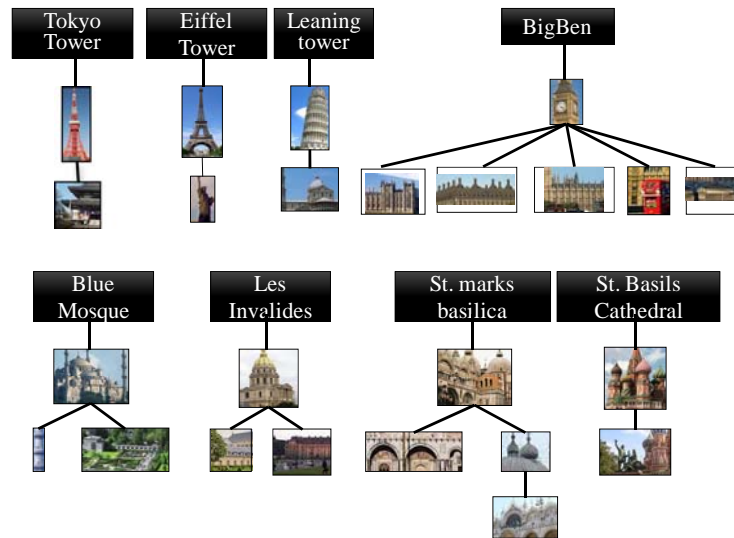 Tokyo
Tower
Eiffel
Tower
Leaning
tower
BigBen
Blue
Mosque
Les
Invalides
St. marks
basilica
St. Basils
Cathedral